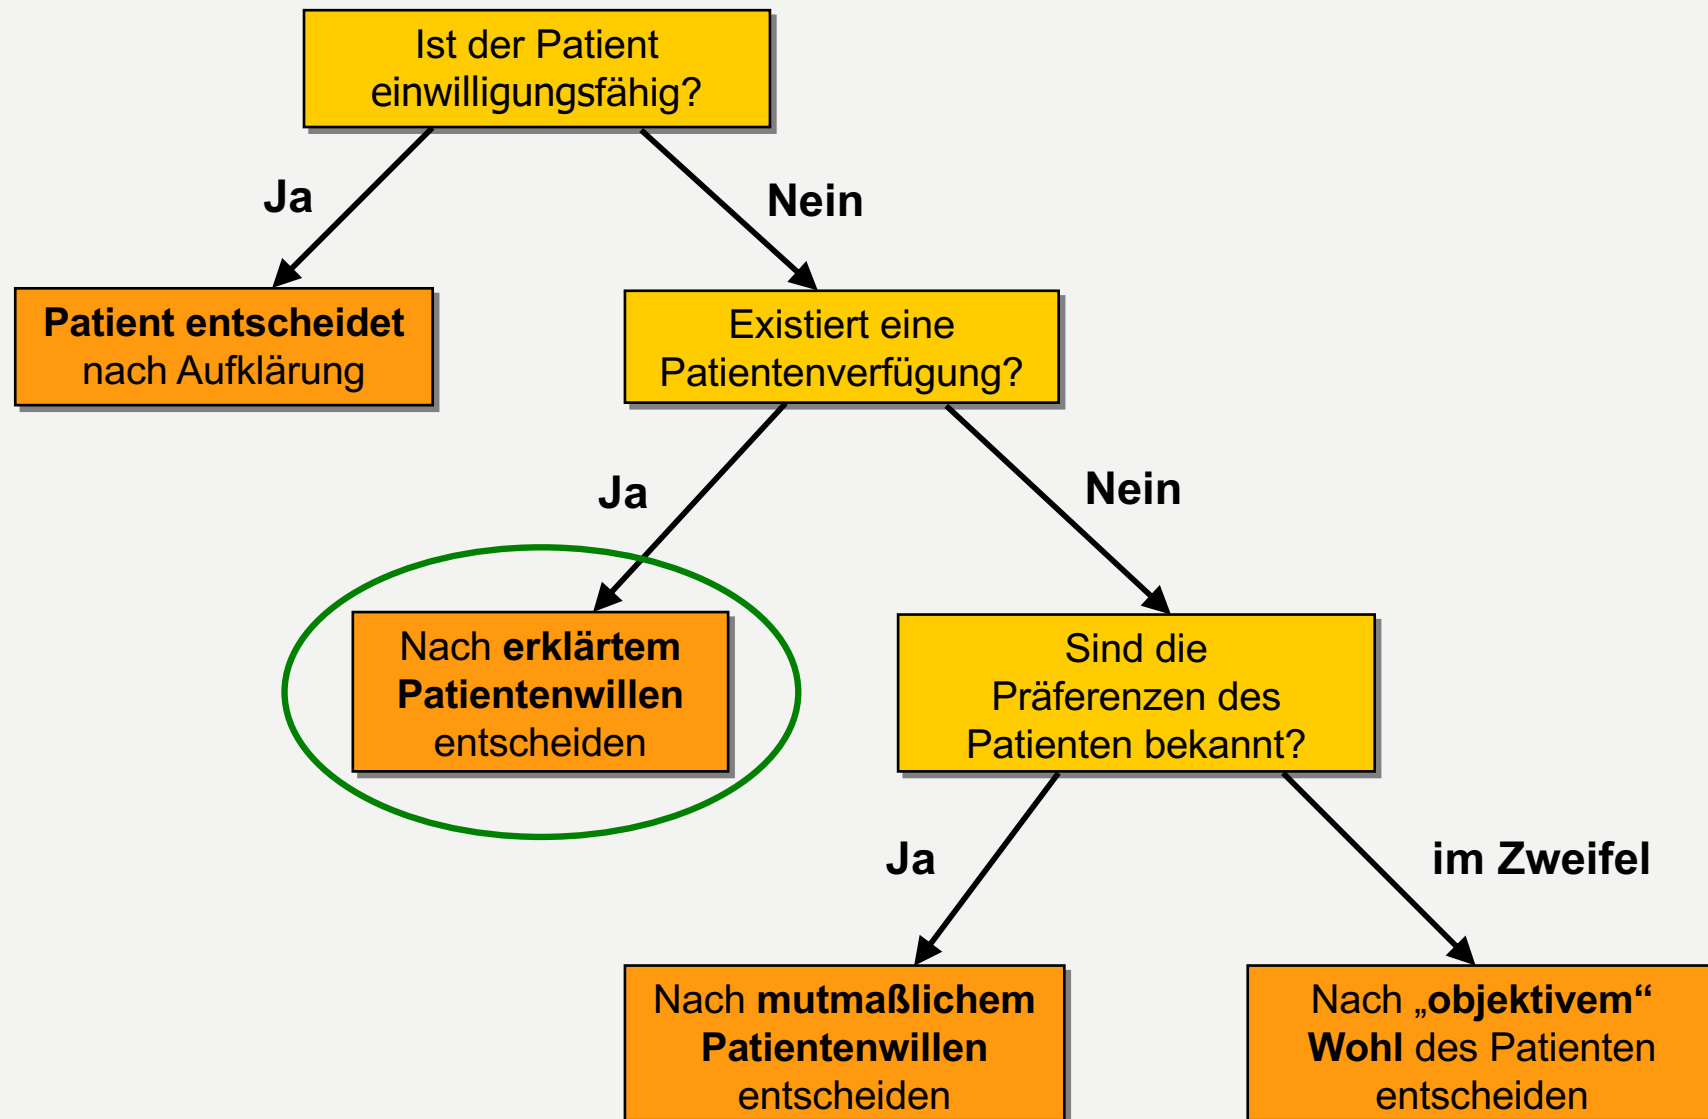 Ist der Patient
einwilligungsfähig?
Ja
Nein
Patient entscheidet
nach Aufklärung
Existiert eine
Patientenverfügung?
Ja
Nein
Nach erklärtem
Patientenwillen
entscheiden
Sind die
Präferenzen des
Patienten bekannt?
Ja
im Zweifel
Nach mutmaßlichem
Patientenwillen
entscheiden
Nach „objektivem“
Wohl des Patienten
entscheiden